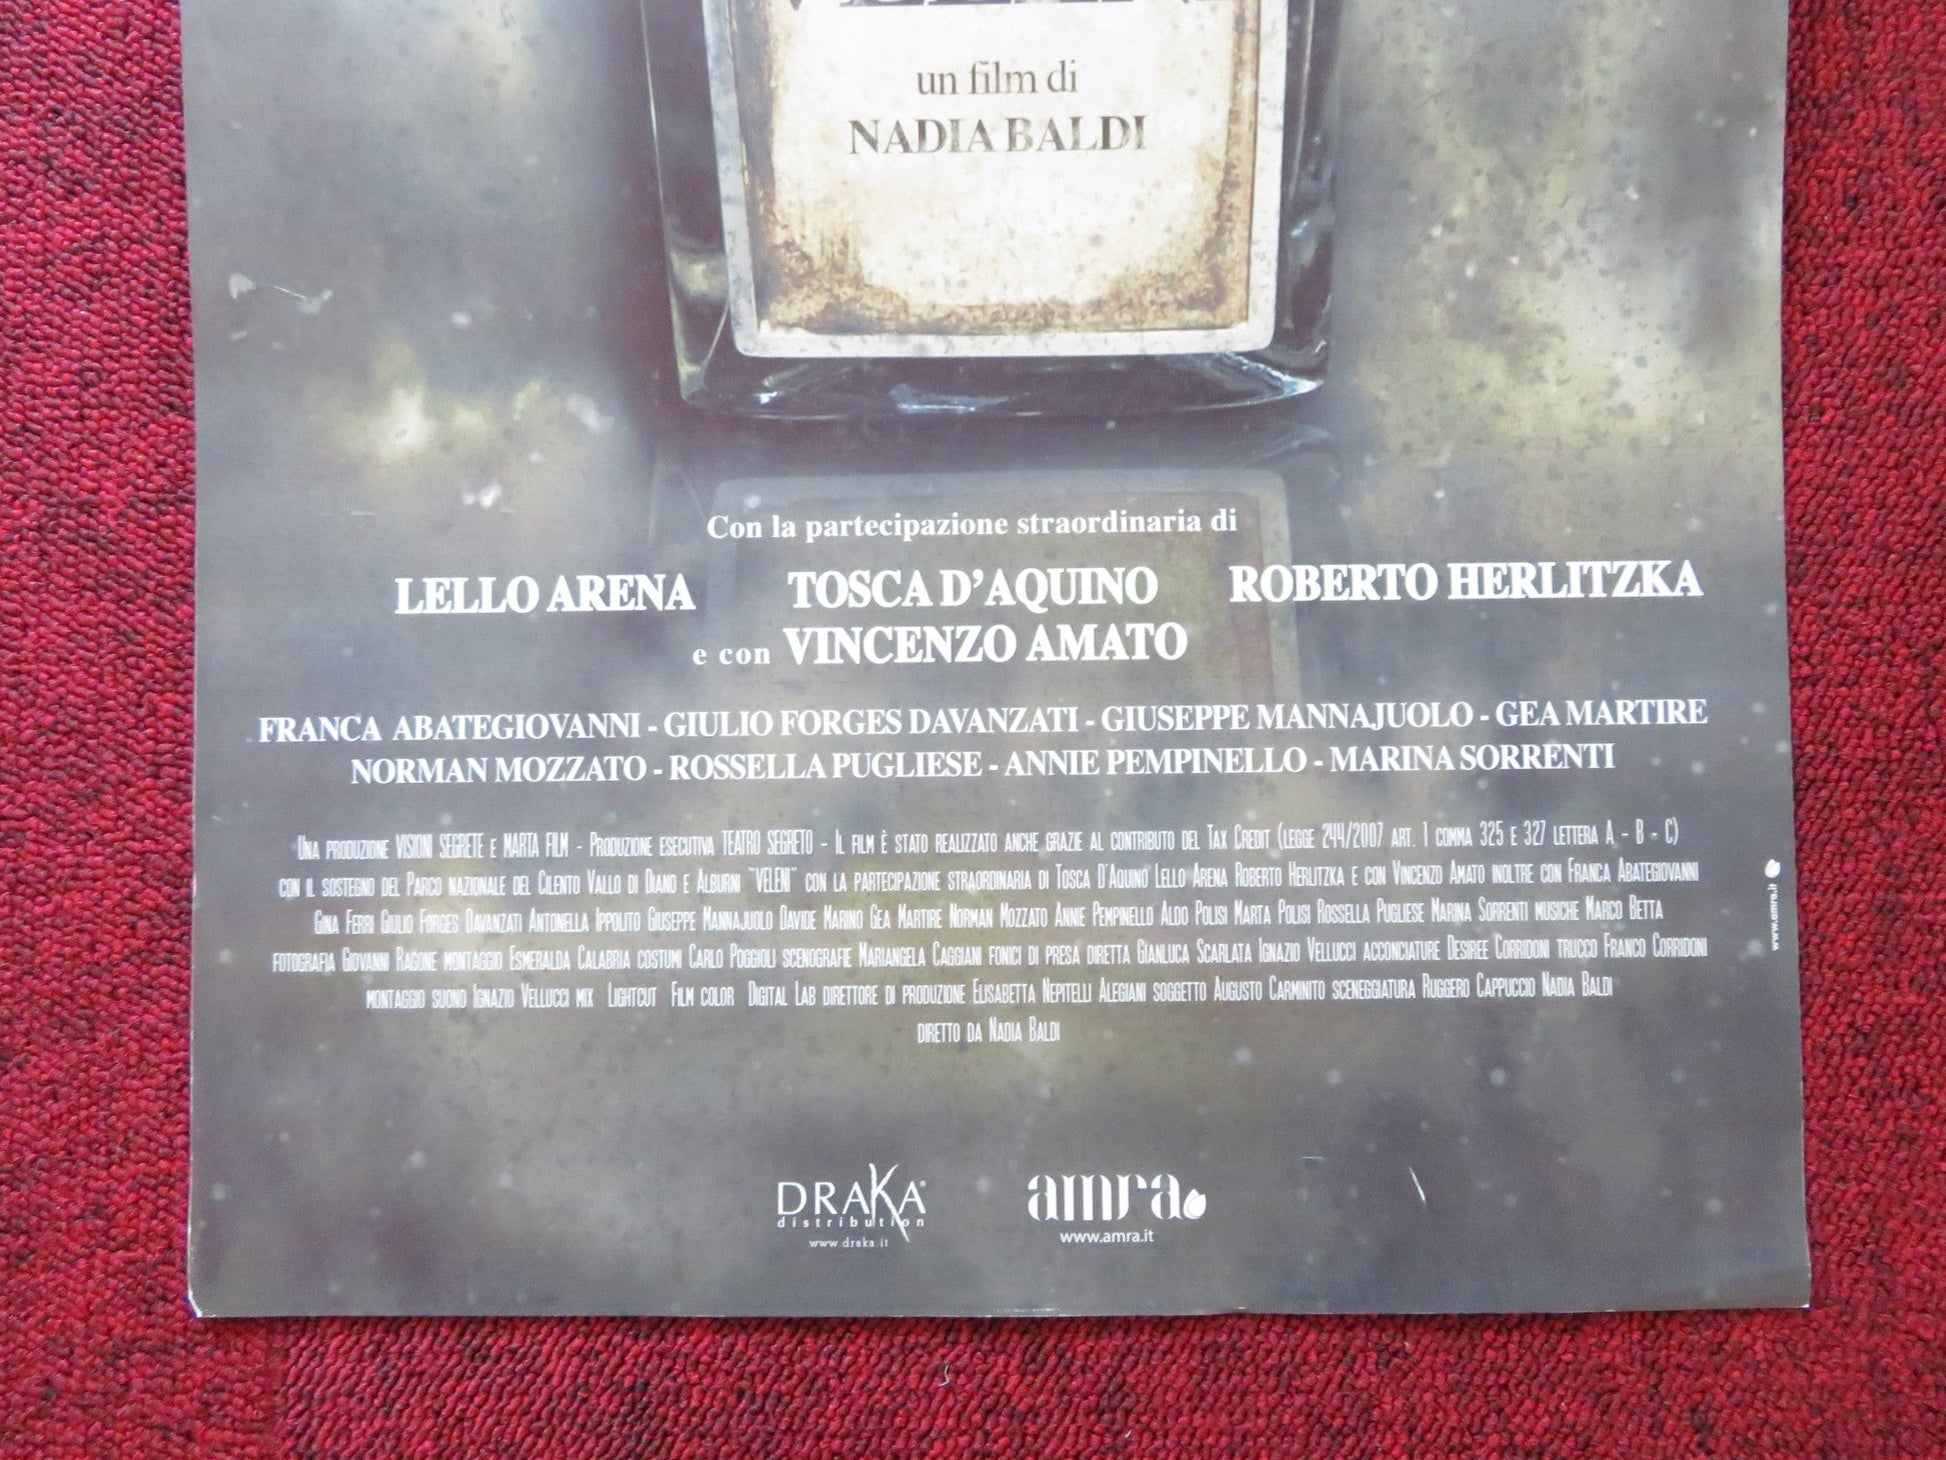 un film di
NADIA BALDI
Con la partecipazione straordinaria di
LELLO ARENA TOSCA D'AQUINO ROBERTO HERLITZKA
e con VINCENZO AMATO
FRANCA ABATEGIOVANNI - GIULIO FORGES DAVANZATI - GIUSEPPE MANNAJUOLO - GEA MARTIRE
NORMAN MOZZATO - ROSSELLA PUGLIESE - ANNIE PEMPINELLO - MARINA SORRENTI
UNA PRODUZIONE VISIONI SEGRETE E MARTA FILM - PRODUZIONE ESECUTIVA TEATRO SEGRETO - IL FILM È STATO REALIZZATO ANCHE GRAZIE AL CONTRIBUTO DEL TAX CREDIT (LEGGE 244/2007 ART. 1 COMMA 325 E 327 LETTERA A - B - C)
CON IL SOSTEGNO DEL PARCO NAZIONALE DEL CILENTO VALLO DI DIANO E ALBURNI "VELENI" CON LA PARTECIPAZIONE STRAORDINARIA DI TOSCA D'AQUINO LELLO ARENA ROBERTO HERLITZKA E CON VINCENZO AMATO INOLTRE CON FRANCA ABATEGIOVANNI
GINA FERRI GIULIO FORGES DAVANZATI ANTONELLA IPPOLITO GIUSEPPE MANNAJUOLO DAVIDE MARINO GEA MARTIRE NORMAN MOZZATO ANNIE PEMPINELLO ALDO POLISI MARTA POLISI ROSSELLA PUGLIESE MARINA SORRENTI MUSICHE MARCO BETTA
FOTOGRAFIA GIOVANNI RAGONE MONTAGGIO ESMERALDA CALABRIA COSTUMI CARLO POGGIOLI SCENOGRAFIE MARIANGELA CAGGIANI FONICI DI PRESA DIRETTA GIANLUCA SCARLATA IGNAZIO VELLUCCI ACCONCIATURE DESIREE CORRIDONI TRUCCO FRANCO CORRIDONI
MONTAGGIO SUONO IGNAZIO VELLUCCI MIX LIGHTCUT FILM COLOR DIGITAL LAB DIRETTORE DI PRODUZIONE ELISABETTA NEPITELLI ALEGIANI SOGGETTO AUGUSTO CARMINITO SCENEGGIATURA RUGGERO CAPPUCCIO NADIA BALDI
DIRETTO DA NADIA BALDI
www.amra.it
DRAKA®
distribution
www.draka.it
amra
www.amra.it